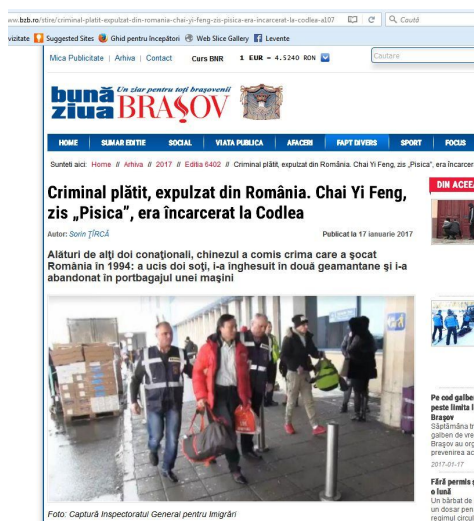 www.bzb.ro/stire/criminal-platit-expulzat-din-romania-chai-yi-feng-zis-pisica-era-incarcerat-la-codlea-a107
Caută
vizitate Suggested Sites Ghid pentru începători Web Slice Gallery Levente
Mica Publicitate | Arhiva | Contact Curs BNR 1 EUR = 4.5240 RON
Cautare
bună ziua BRAŞOV
Un ziar pentru toți brașovenii
HOME SUMAR EDITIE SOCIAL VIATA PUBLICA AFACERI FAPT DIVERS SPORT FOCUS
Sunteti aici: Home // Arhiva // 2017 // Editia 6402 // Criminal plătit, expulzat din România. Chai Yi Feng, zis „Pisica”, era încarcer
DIN ACEEA
Criminal plătit, expulzat din România. Chai Yi Feng,
zis „Pisica”, era încarcerat la Codlea
Autor: Sorin ȚÎRCĂ Publicat la 17 ianuarie 2017
Alături de alți doi conaționali, chinezul a comis crima care a șocat
România în 1994: a ucis doi soți, i-a înghesuit în două geamantane și i-a
abandonat în portbagajul unei mașini
Foto: Captură Inspectoratul General pentru Imigrări
Pe cod galben
peste limita l
Brașov
Săptămâna tr
galben de vre
Brașov au org
prevenirea ac
2017-01-17
Fără permis ș
o lună
Un bărbat de
un dosar pen
regimul circul